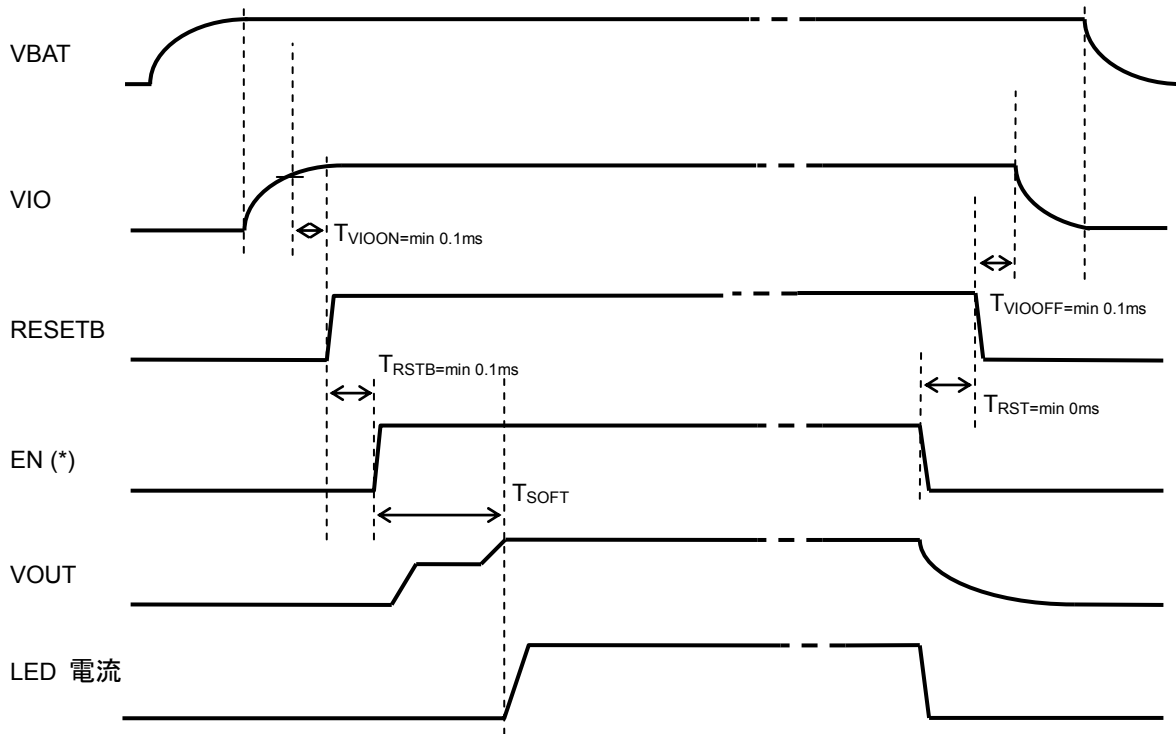 VBAT
VIO
TVIOON=min 0.1ms
TVIOOFF=min 0.1ms
RESETB
TRSTB=min 0.1ms
TRST=min 0ms
EN (*)
TSOFT
VOUT
LED 電流